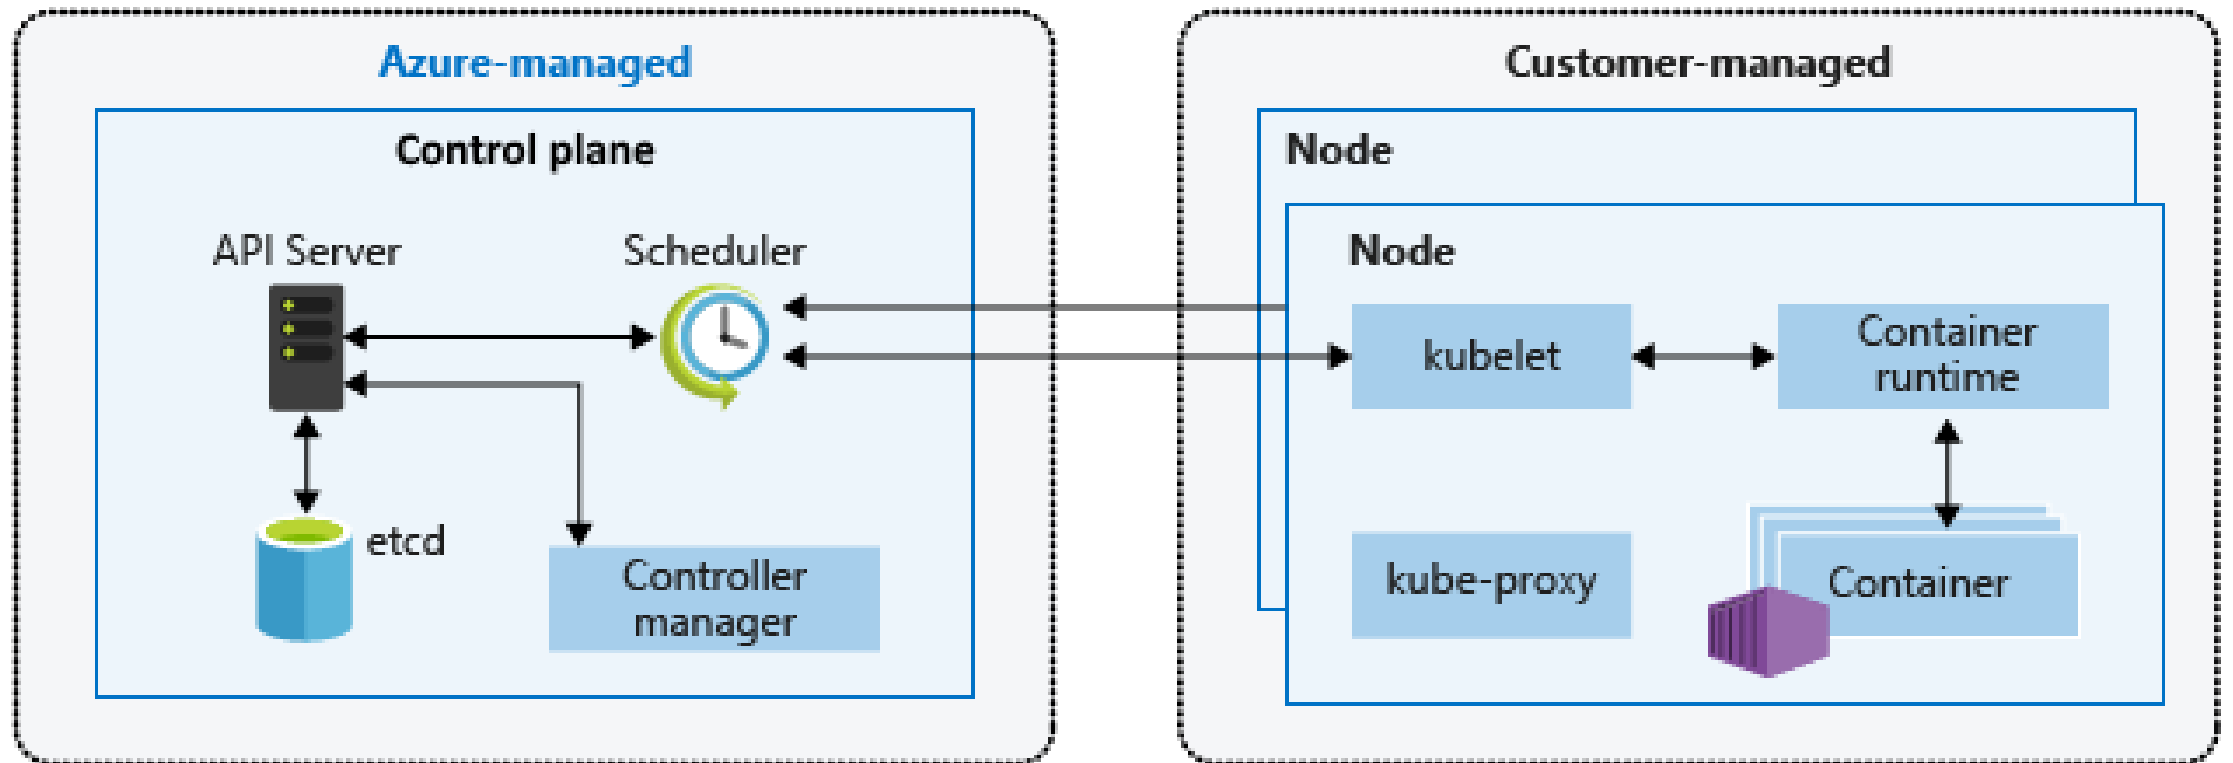 Azure-managed
Control plane
API Server
Scheduler
etcd
Controller
manager
Customer-managed
Node
Node
kubelet
Container
runtime
kube-proxy
Container